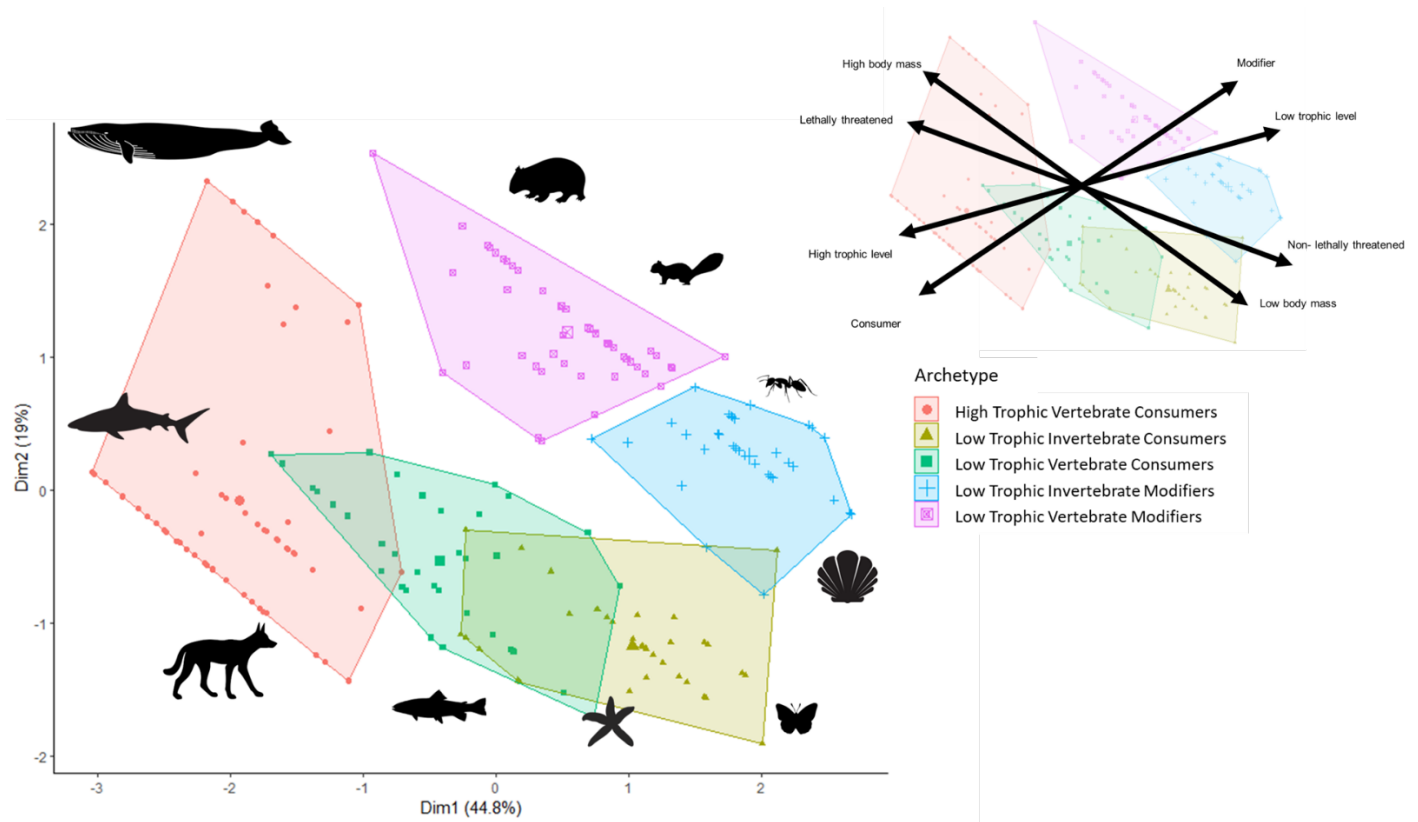 High body mass
Modifier
Lethally threatened
Low trophic level
High trophic level
Non- lethally threatened
Low body mass
Consumer
Archetype
High Trophic Vertebrate Consumers
Low Trophic Invertebrate Consumers
Low Trophic Vertebrate Consumers
Low Trophic Invertebrate Modifiers
Low Trophic Vertebrate Modifiers
Dim2 (19%)
2
1
0
-1
-2
-3
-2
-1
0
1
2
Dim1 (44.8%)